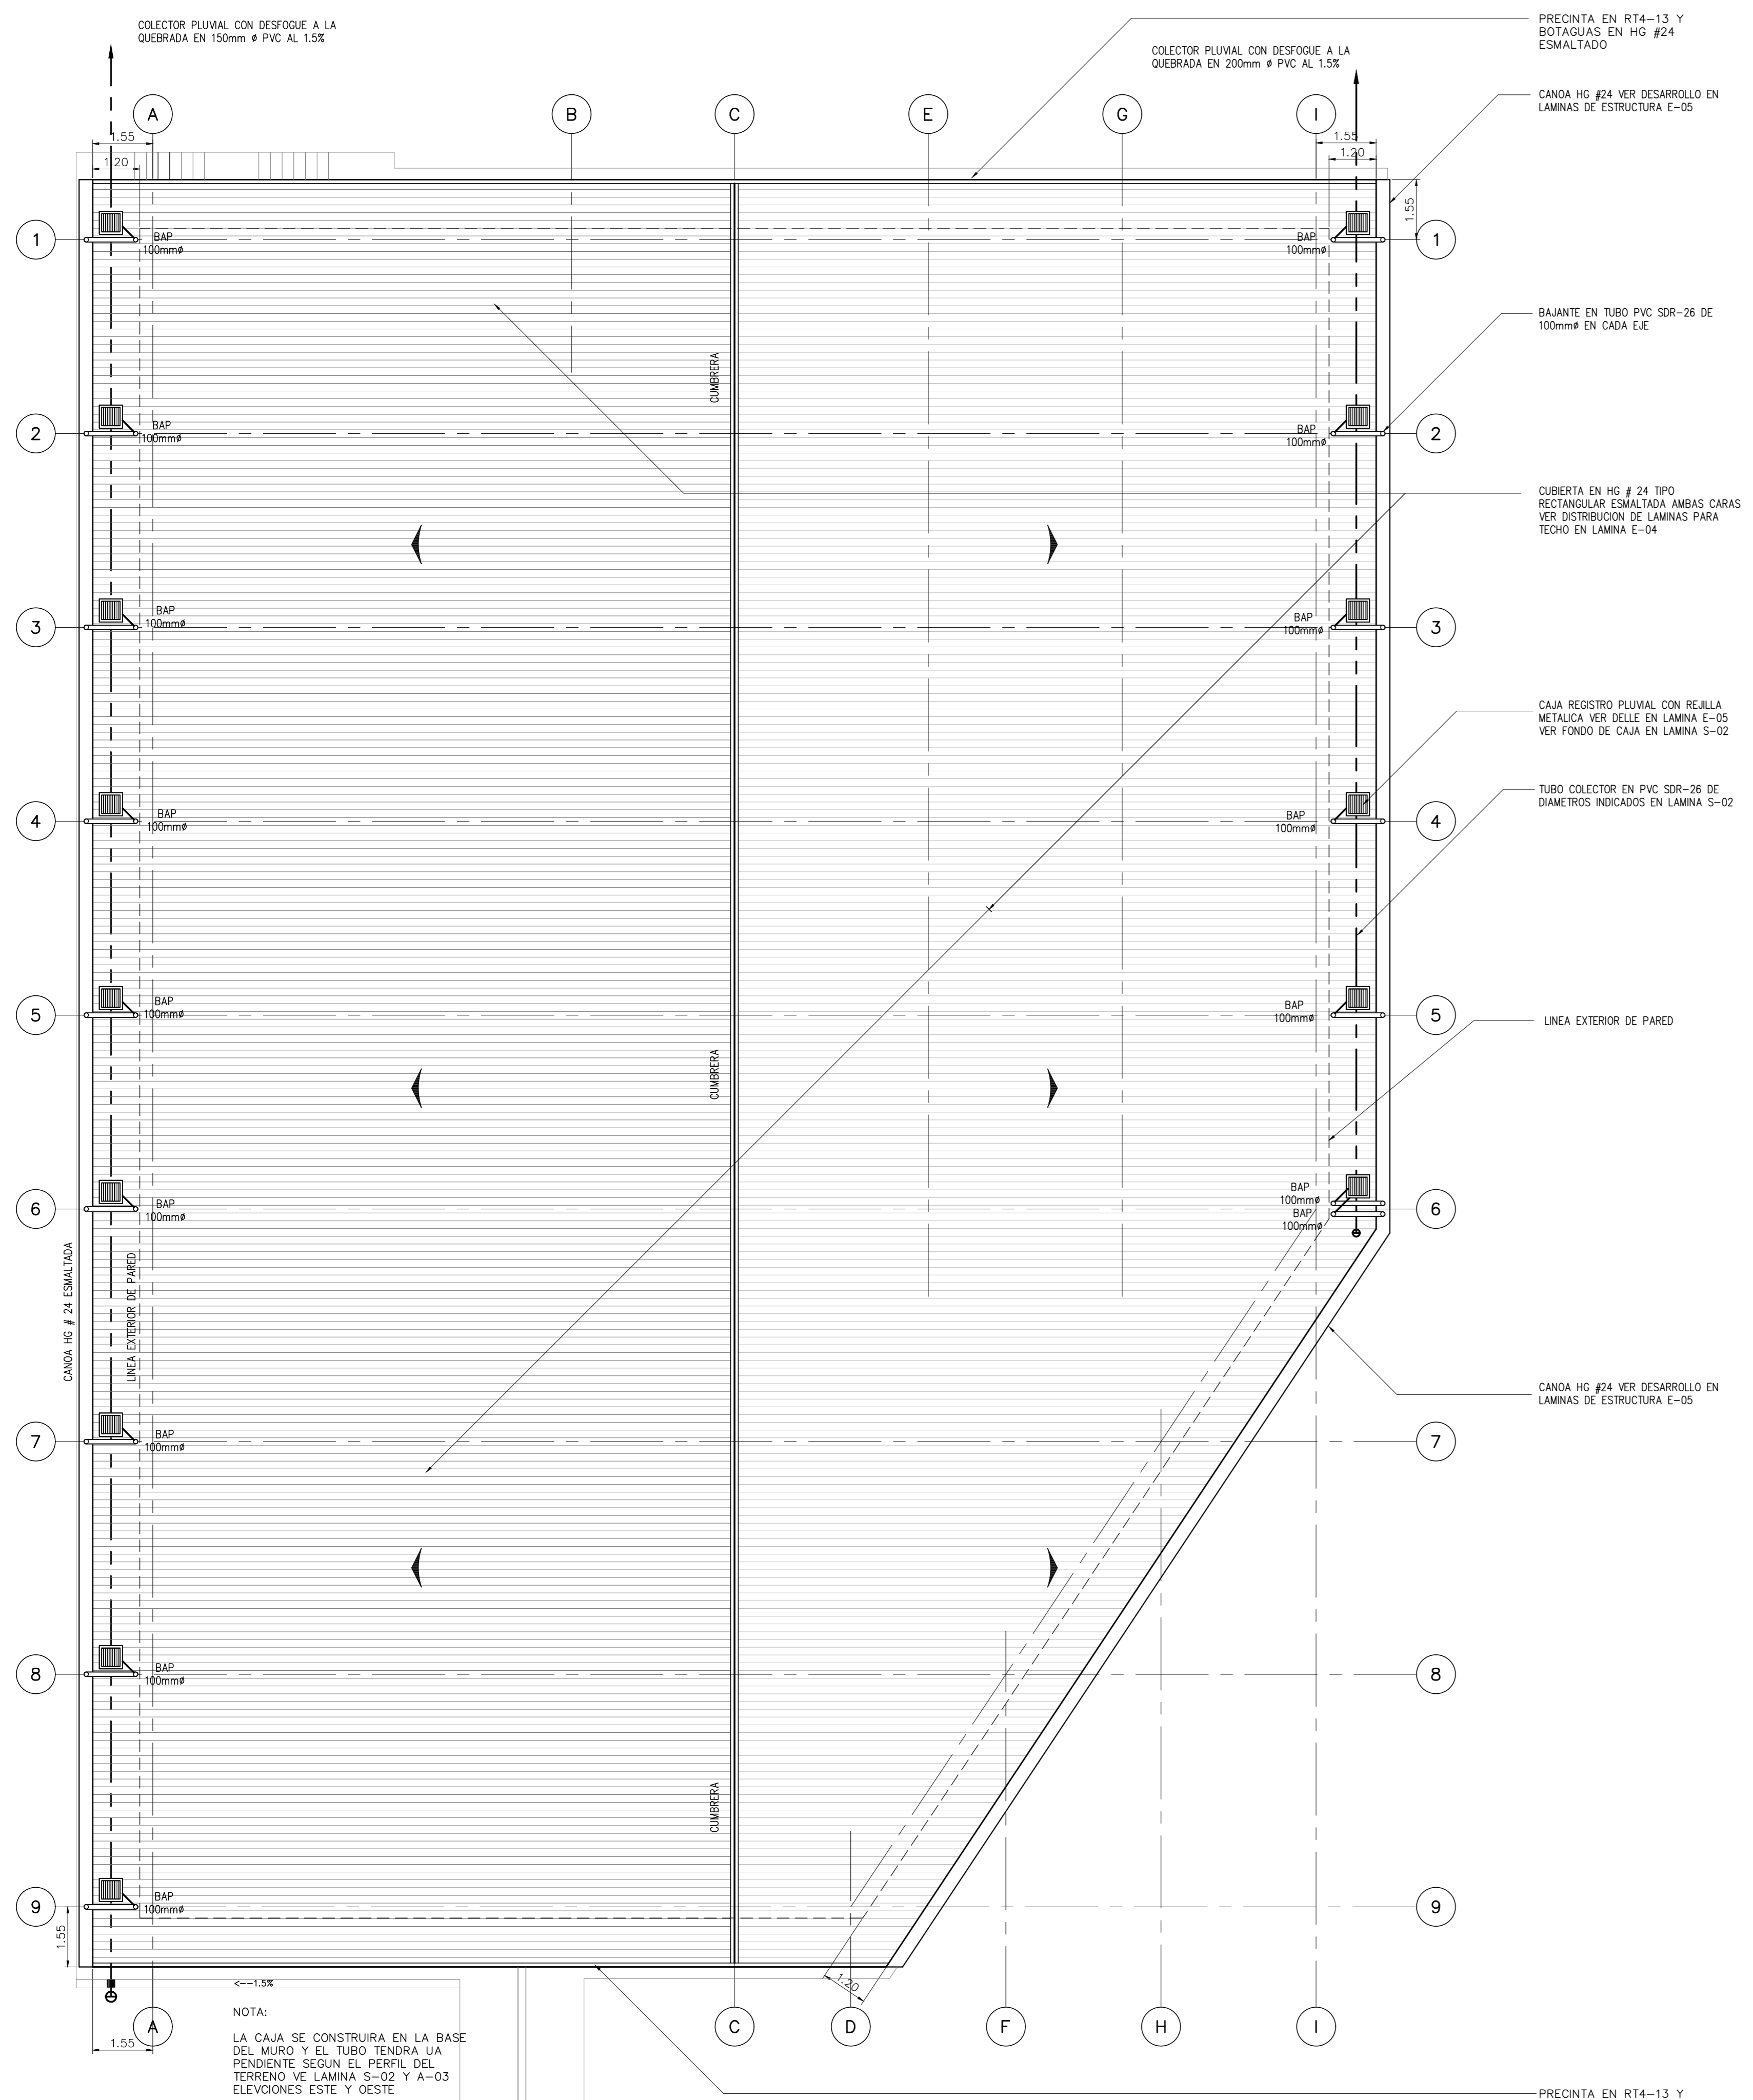 COLECTOR PLUVIAL CON DESFOGUE A LA
QUEBRADA EN 150mm ø PVC AL 1.5%
COLECTOR PLUVIAL CON DESFOGUE A LA
QUEBRADA EN 200mm ø PVC AL 1.5%
PRECINTA EN RT4-13 Y
BOTAGUAS EN HG #24
ESMALTADO
CANOA HG #24 VER DESARROLLO EN
LAMINAS DE ESTRUCTURA E-05
A
B
C
E
G
I
1.55
1.20
1.55
1.20
1.55
1
BAP
100mmø
BAP
100mmø
1
BAJANTE EN TUBO PVC SDR-26 DE
100mmø EN CADA EJE
CUMBRERA
2
BAP
100mmø
BAP
100mmø
2
CUBIERTA EN HG # 24 TIPO
RECTANGULAR ESMALTADA AMBAS CARAS
VER DISTRIBUCION DE LAMINAS PARA
TECHO EN LAMINA E-04
3
BAP
100mmø
BAP
100mmø
3
CAJA REGISTRO PLUVIAL CON REJILLA
METALICA VER DELLE EN LAMINA E-05
VER FONDO DE CAJA EN LAMINA S-02
TUBO COLECTOR EN PVC SDR-26 DE
DIAMETROS INDICADOS EN LAMINA S-02
4
BAP
100mmø
BAP
100mmø
4
5
BAP
100mmø
BAP
100mmø
5
LINEA EXTERIOR DE PARED
CUMBRERA
6
BAP
100mmø
BAP
100mmø
BAP
100mmø
6
CANOA HG # 24 ESMALTADA
LINEA EXTERIOR DE PARED
CANOA HG #24 VER DESARROLLO EN
LAMINAS DE ESTRUCTURA E-05
7
BAP
100mmø
7
8
BAP
100mmø
8
CUMBRERA
9
BAP
100mmø
9
1.55
1.20
<--1.5%
A
C
D
F
H
I
1.55
NOTA:
LA CAJA SE CONSTRUIRA EN LA BASE
DEL MURO Y EL TUBO TENDRA UA
PENDIENTE SEGUN EL PERFIL DEL
TERRENO VE LAMINA S-02 Y A-03
ELEVCIONES ESTE Y OESTE
PRECINTA EN RT4-13 Y